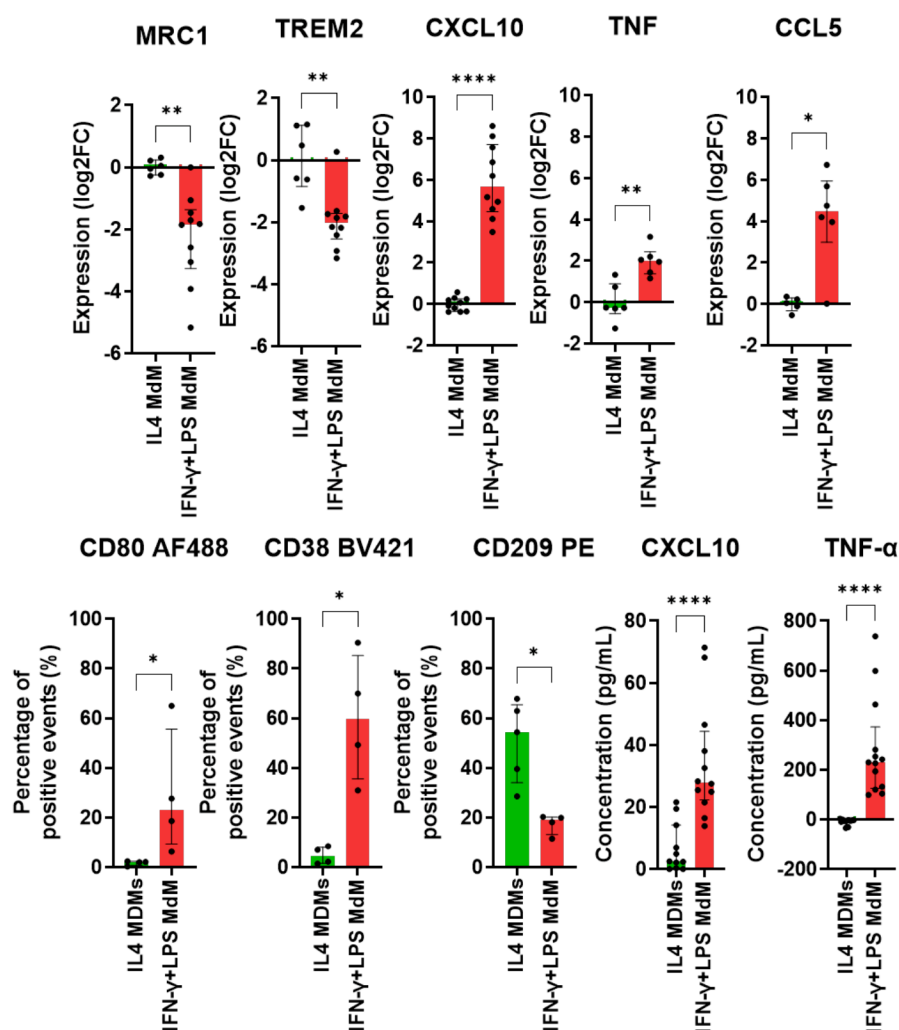 MRC1
TREM2
CXCL10
TNF
CCL5
Expression (log2FC)
2
0
-2
-4
-6
**
IL4 MdM
IFN-γ+LPS MdM
Expression (log2FC)
2
0
-2
-4
-6
**
IL4 MdM
IFN-γ+LPS MdM
Expression (log2FC)
10
8
6
4
2
0
-2
****
IL4 MdM
IFN-γ+LPS MdM
Expression (log2FC)
10
8
6
4
2
0
-2
**
IL4 MdM
IFN-γ+LPS MdM
Expression (log2FC)
10
8
6
4
2
0
-2
*
IL4 MdM
IFN-γ+LPS MdM
CD80 AF488
CD38 BV421
CD209 PE
CXCL10
TNF-α
Percentage of
positive events (%)
100
80
60
40
20
0
*
IL4 MDMs
IFN-γ+LPS MdM
Percentage of
positive events (%)
100
80
60
40
20
0
*
IL4 MDMs
IFN-γ+LPS MdM
Percentage of
positive events (%)
100
80
60
40
20
0
*
IL4 MDMs
IFN-γ+LPS MdM
Concentration (pg/mL)
80
60
40
20
0
****
IL4 MDMs
IFN-γ+LPS MdM
Concentration (pg/mL)
800
600
400
200
0
-200
****
IL4 MDMs
IFN-γ+LPS MdM